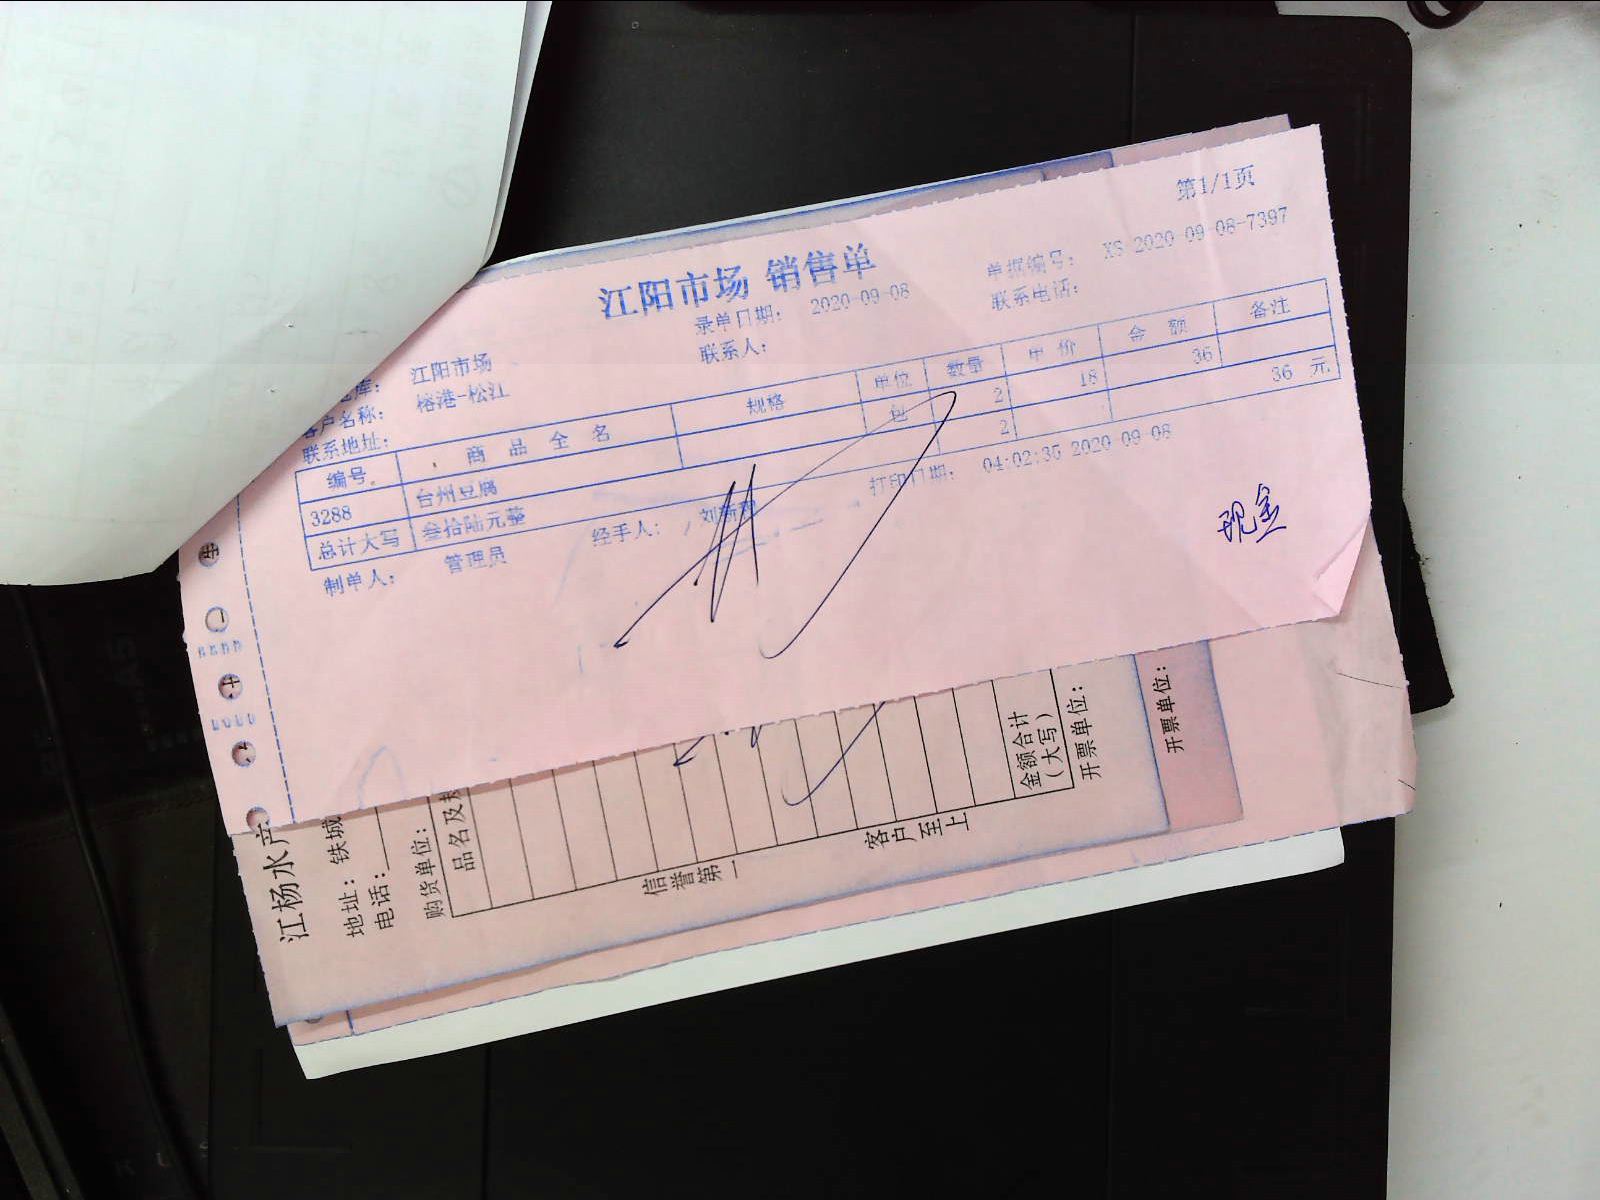 第1/1页
江阳市场 销售单
单据编号: XS-2020-09-08-7397
录单日期: 2020-09-08
联系电话:
联系人:
库: 江阳市场
客户名称: 榕港-松江
联系地址:
编号 商品全名 规格 单位 数量 单价 金额 备注
3288 台州豆腐 包 2 18 36
总计大写 叁拾陆元整 2 36 元
制单人: 管理员 经手人: 打印日期: 04:02:35 2020-09-08
现金
江杨水产
地址: 铁城
电话:
购货单位:
品名及规
信誉第一
客户至上
金额合计
(大写)
开票单位:
开票单位: